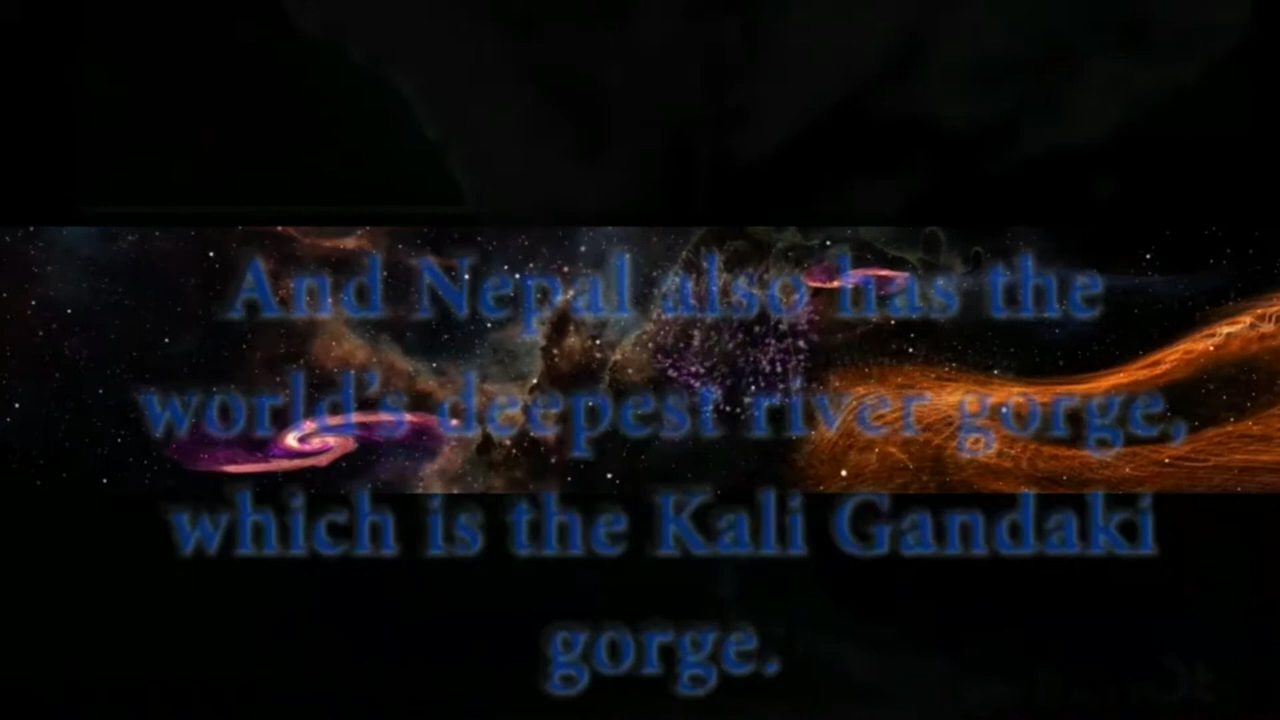 And Nepal also has the
world's deepest river gorge,
which is the Kali Gandaki
gorge.